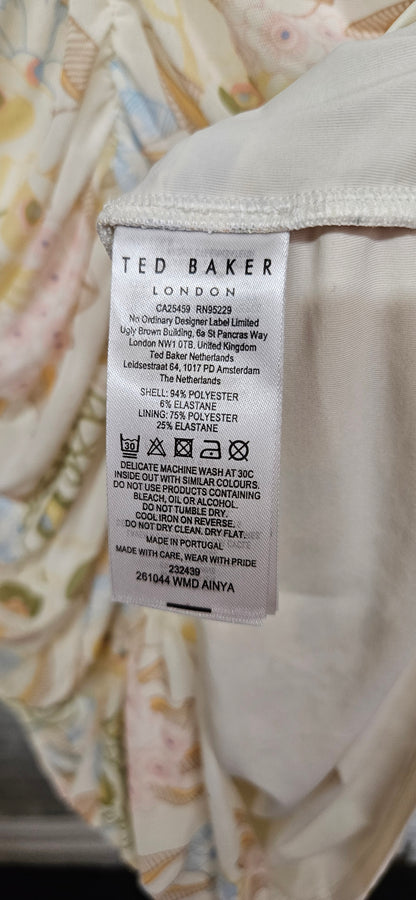 TED BAKER
LONDON
CA25459 RN95229
No Ordinary Designer Label Limited
Ugly Brown Building, 6a St Pancras Way
London NW1 0TB, United Kingdom
Ted Baker Netherlands
Leidsestraat 64, 1017 PD Amsterdam
The Netherlands
SHELL: 94% POLYESTER
6% ELASTANE
LINING: 75% POLYESTER
25% ELASTANE
30
DELICATE MACHINE WASH AT 30C
INSIDE OUT WITH SIMILAR COLOURS.
DO NOT USE PRODUCTS CONTAINING
BLEACH, OIL OR ALCOHOL.
DO NOT TUMBLE DRY.
COOL IRON ON REVERSE.
DO NOT DRY CLEAN. DRY FLAT.
MADE IN PORTUGAL
MADE WITH CARE, WEAR WITH PRIDE
232439
261044 WMD AINYA